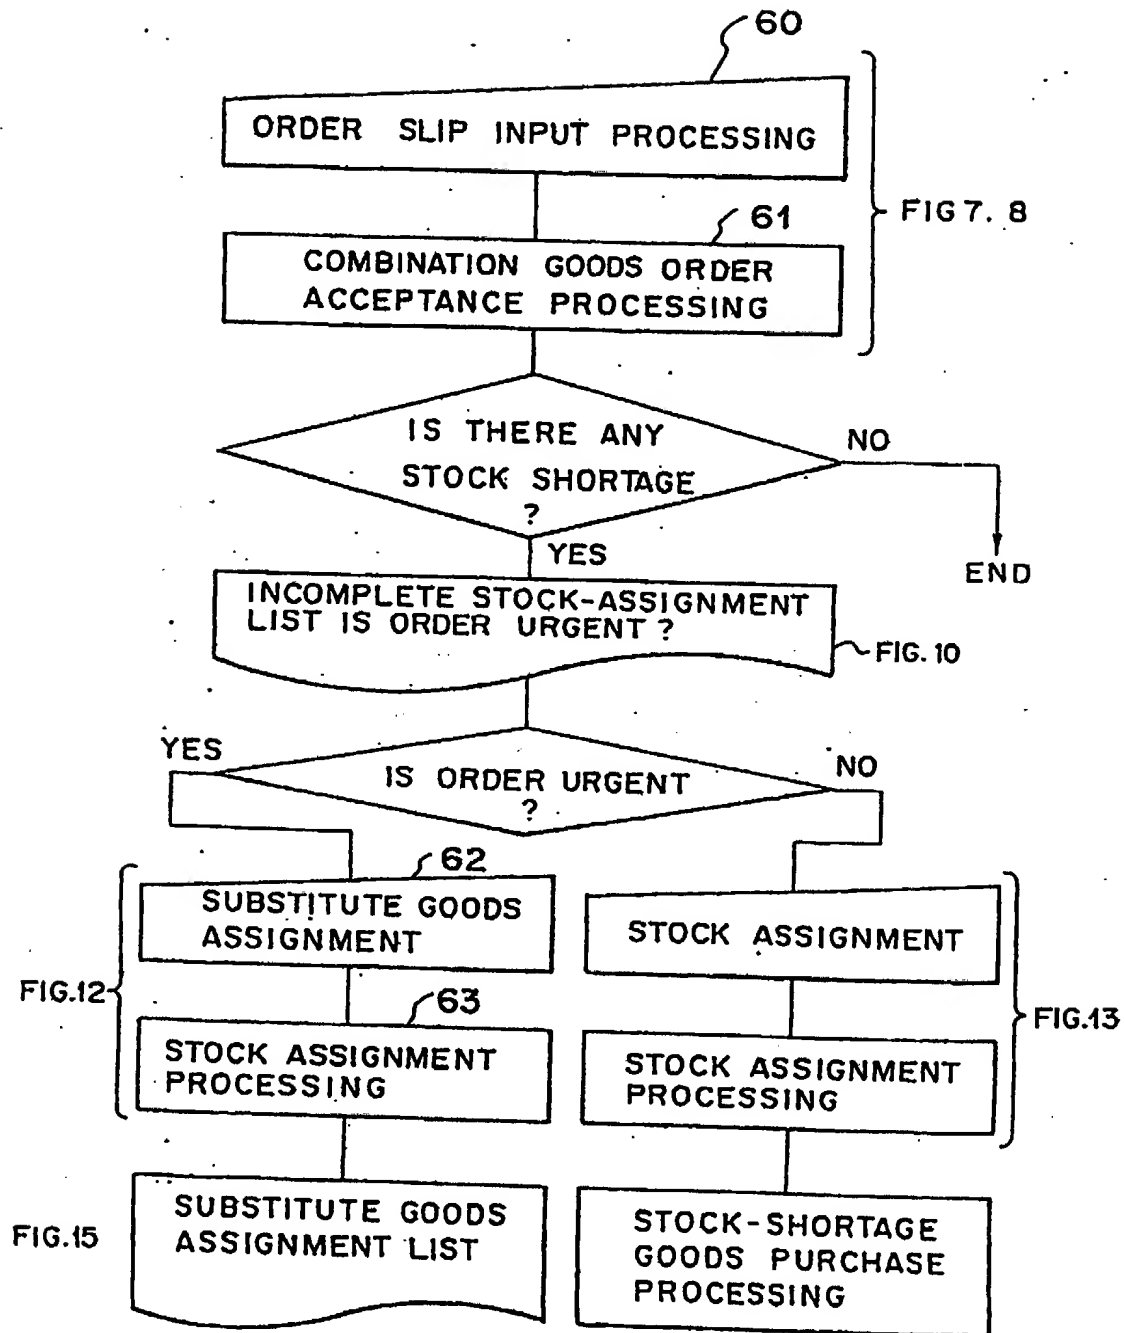 60
ORDER SLIP INPUT PROCESSING
FIG 7. 8
61
COMBINATION GOODS ORDER
ACCEPTANCE PROCESSING
IS THERE ANY
STOCK SHORTAGE
?
NO
END
YES
INCOMPLETE STOCK-ASSIGNMENT
LIST IS ORDER URGENT ?
FIG. 10
YES
IS ORDER URGENT
?
NO
62
SUBSTITUTE GOODS
ASSIGNMENT
STOCK ASSIGNMENT
FIG.12
63
FIG.13
STOCK ASSIGNMENT
PROCESSING
STOCK ASSIGNMENT
PROCESSING
FIG.15
SUBSTITUTE GOODS
ASSIGNMENT LIST
STOCK-SHORTAGE
GOODS PURCHASE
PROCESSING